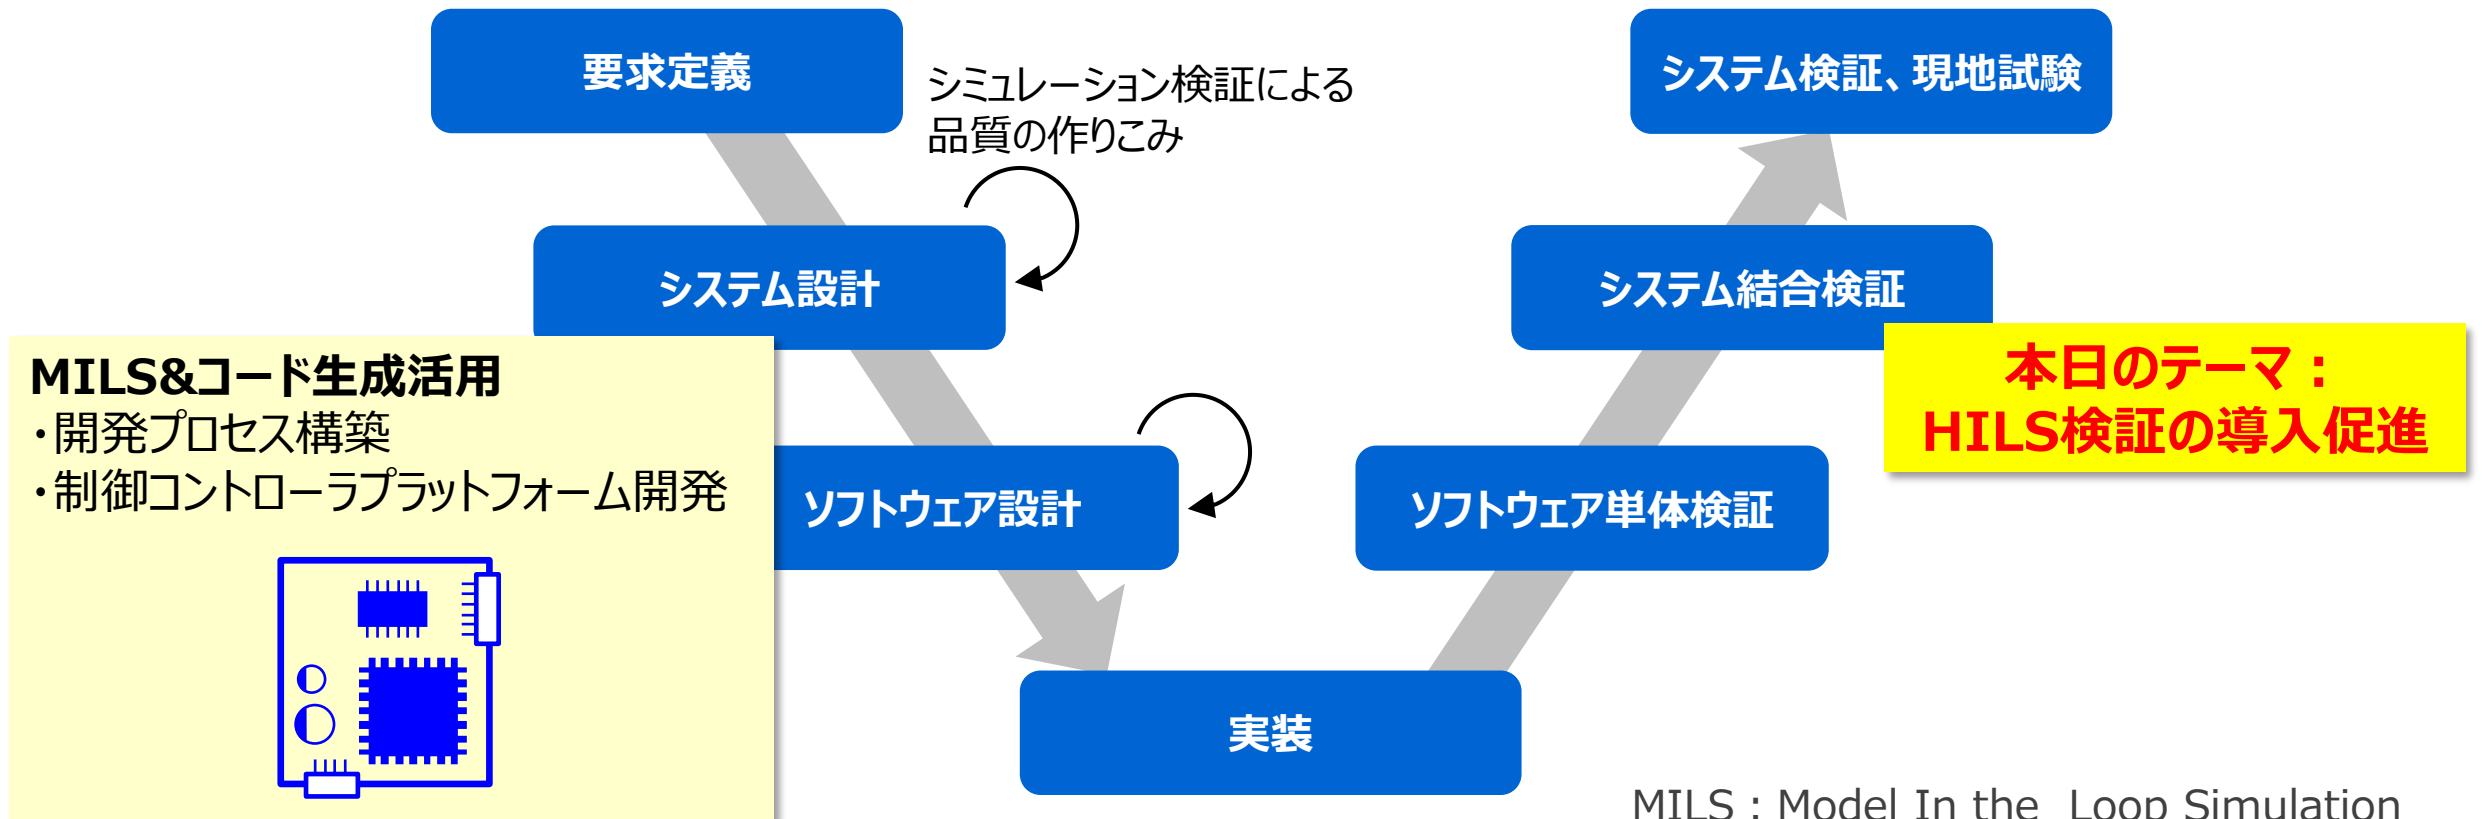 要求定義
シミュレーション検証による
品質の作りこみ
システム検証、現地試験
システム設計
システム結合検証
MILS&コード生成活用
・開発プロセス構築
・制御コントローラプラットフォーム開発
本日のテーマ：
HILS検証の導入促進
ソフトウェア設計
ソフトウェア単体検証
実装
MILS：Model In the Loop Simulation